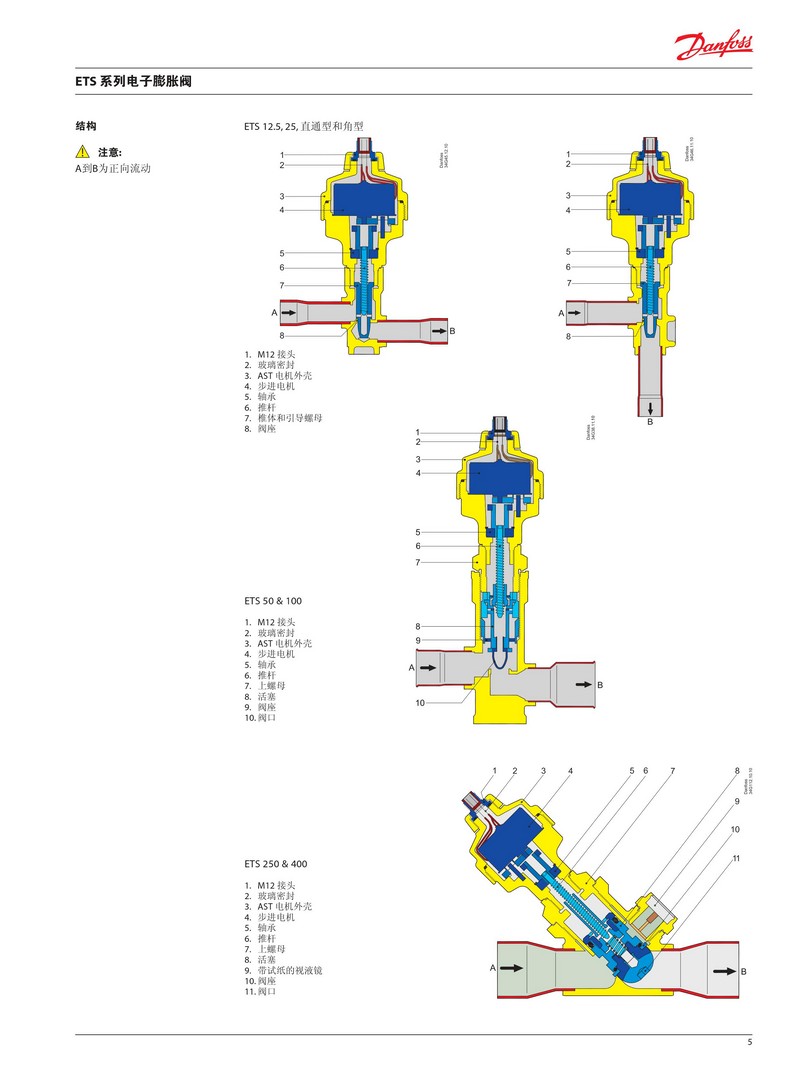 Danfoss
ETS 系列电子膨胀阀
结构
注意:
A到B为正向流动
ETS 12.5, 25, 直通型和角型
1
2
3
4
5
6
7
A
8
B
Danfoss
34G45.12.10
1
2
3
4
5
6
7
A
8
B
Danfoss
34G46.11.10
1. M12 接头
2. 玻璃密封
3. AST 电机外壳
4. 步进电机
5. 轴承
6. 推杆
7. 椎体和引导螺母
8. 阀座
1
2
3
4
5
6
7
8
9
A
10
B
Danfoss
34G38.11.10
ETS 50 & 100
1. M12 接头
2. 玻璃密封
3. AST 电机外壳
4. 步进电机
5. 轴承
6. 推杆
7. 上螺母
8. 活塞
9. 阀座
10. 阀口
1 2 3 4 5 6 7 8
9
10
11
A
B
Danfoss
ETS 250 & 400
1. M12 接头
2. 玻璃密封
3. AST 电机外壳
4. 步进电机
5. 轴承
6. 推杆
7. 上螺母
8. 活塞
9. 带试纸的视液镜
10. 阀座
11. 阀口
5